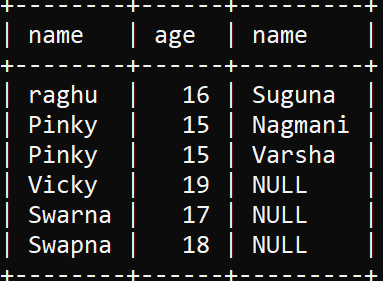 +--------+------+---------+
| name   | age  | name    |
+--------+------+---------+
| raghu  |   16 | Suguna  |
| Pinky  |   15 | Nagmani |
| Pinky  |   15 | Varsha  |
| Vicky  |   19 | NULL    |
| Swarna |   17 | NULL    |
| Swapna |   18 | NULL    |
+--------+------+---------+